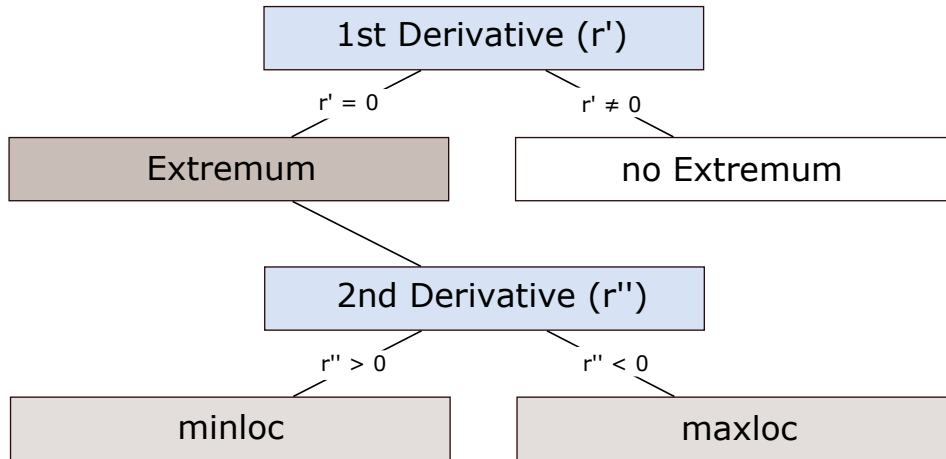 1st Derivative (r')
r' = 0
r' ≠ 0
Extremum
no Extremum
2nd Derivative (r'')
r'' > 0
r'' < 0
minloc
maxloc